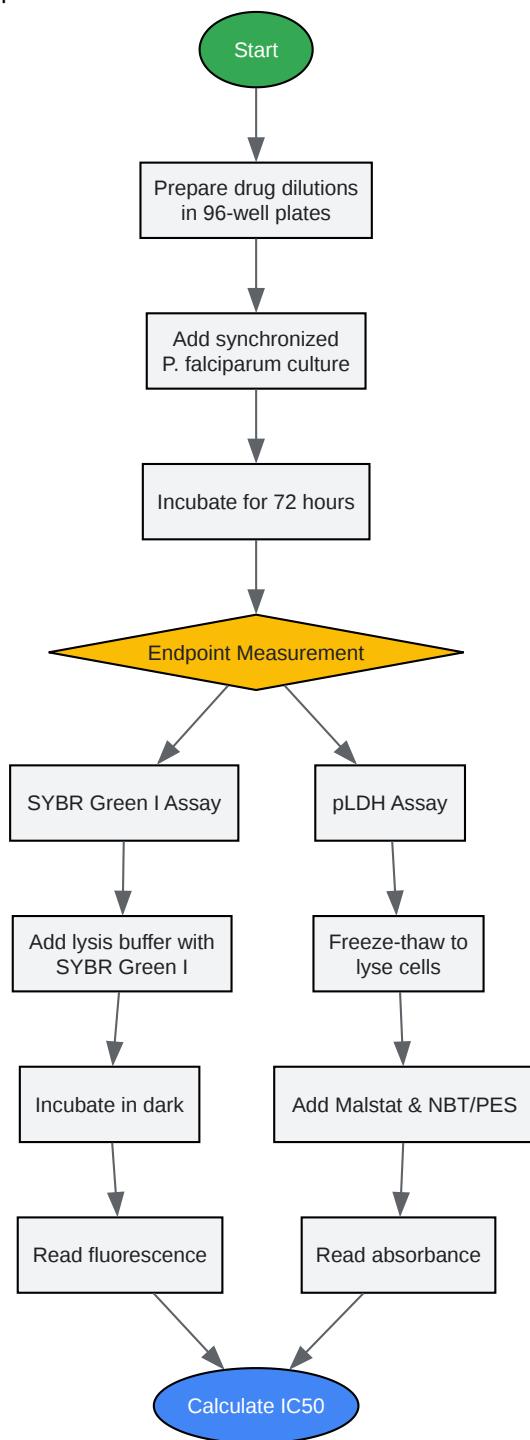 Start
Prepare drug dilutions
in 96-well plates
Add synchronized
P. falciparum culture
Incubate for 72 hours
Endpoint Measurement
SYBR Green I Assay
pLDH Assay
Add lysis buffer with
SYBR Green I
Freeze-thaw to
lyse cells
Incubate in dark
Add Malstat & NBT/PES
Read fluorescence
Read absorbance
Calculate IC50